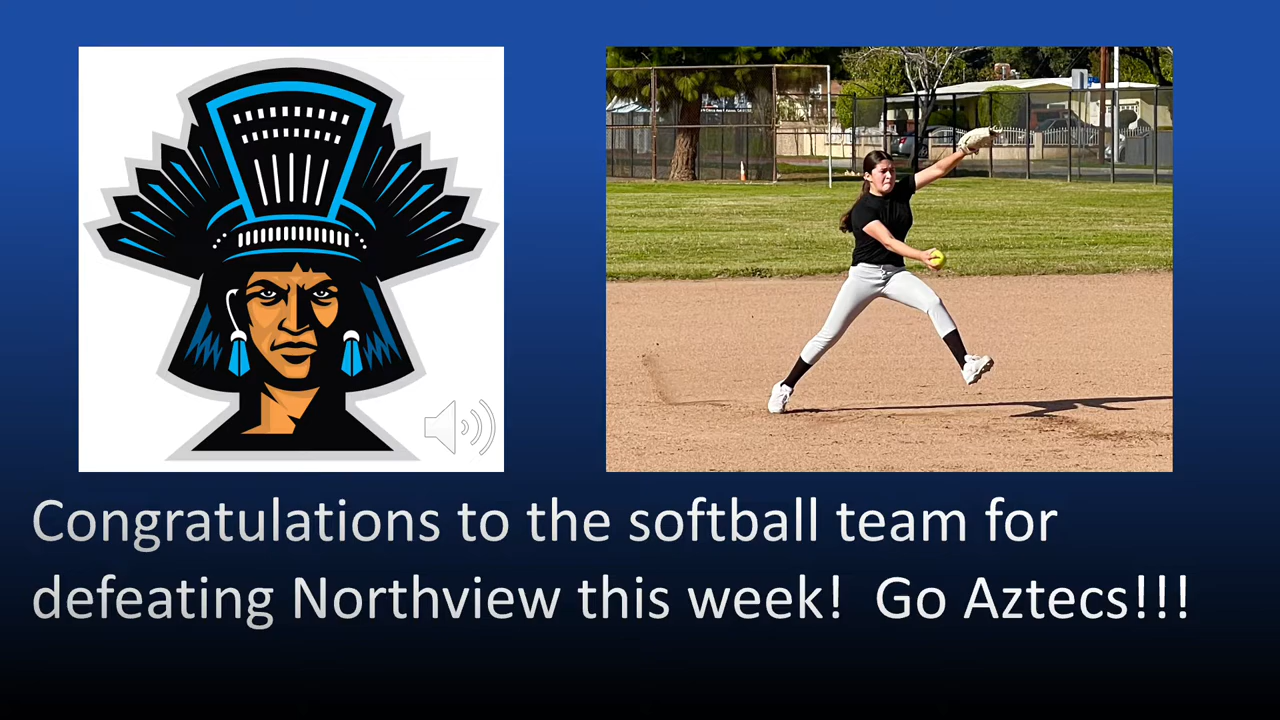 Congratulations to the softball team for
defeating Northview this week!  Go Aztecs!!!